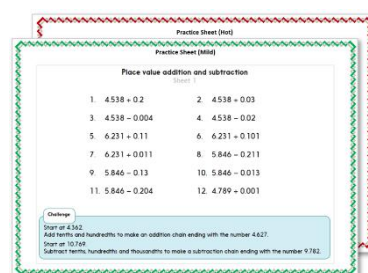 Practice Sheet (Hot)
Practice Sheet (Mild)
Place value addition and subtraction
Sheet 1
1. 4.538 + 0.2
2. 4.538 + 0.03
3. 4.538 – 0.004
4. 4.538 – 0.02
5. 6.231 + 0.11
6. 6.231 + 0.101
7. 6.231 + 0.011
8. 5.846 – 0.211
9. 5.846 – 0.13
10. 5.846 – 0.013
11. 5.846 – 0.204
12. 4.789 + 0.001
Challenge
Start at 4.362.
Add tenths and hundredths to make an addition chain ending with the number 4.627.
Start at 10.769
Subtract tenths, hundredths and thousandths to make a subtraction chain ending with the number 9.782.